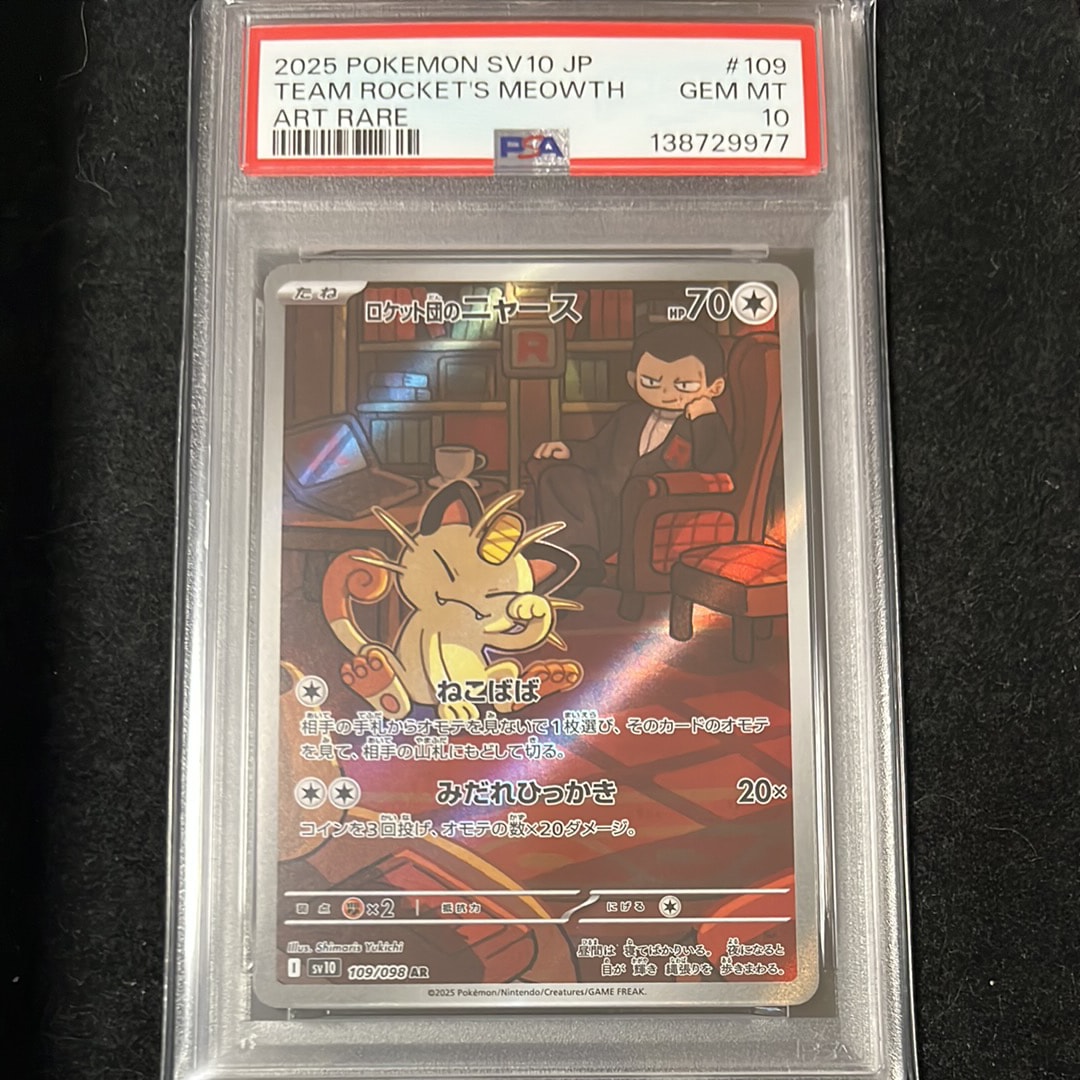 2025 POKEMON SV10 JP #109
TEAM ROCKET'S MEOWTH GEM MT
ART RARE 10
PSA 138729977
たね ロケット団のニャース HP70
R
ねこばば
相手の手札からオモテを見ないで1枚選び、そのカードのオモテ
を見て、相手の山札にもどして切る。
みだれひっかき 20×
コインを3回投げ、オモテの数×20ダメージ。
弱点 ×2 抵抗力 にげる
Illus. Shimaris Yukichi
昼間は 寝てばかりいる。 夜になると
目が 輝き 縄張りを 歩きまわる。
I sv10 109/098 AR
©2025 Pokémon/Nintendo/Creatures/GAME FREAK.
PSA